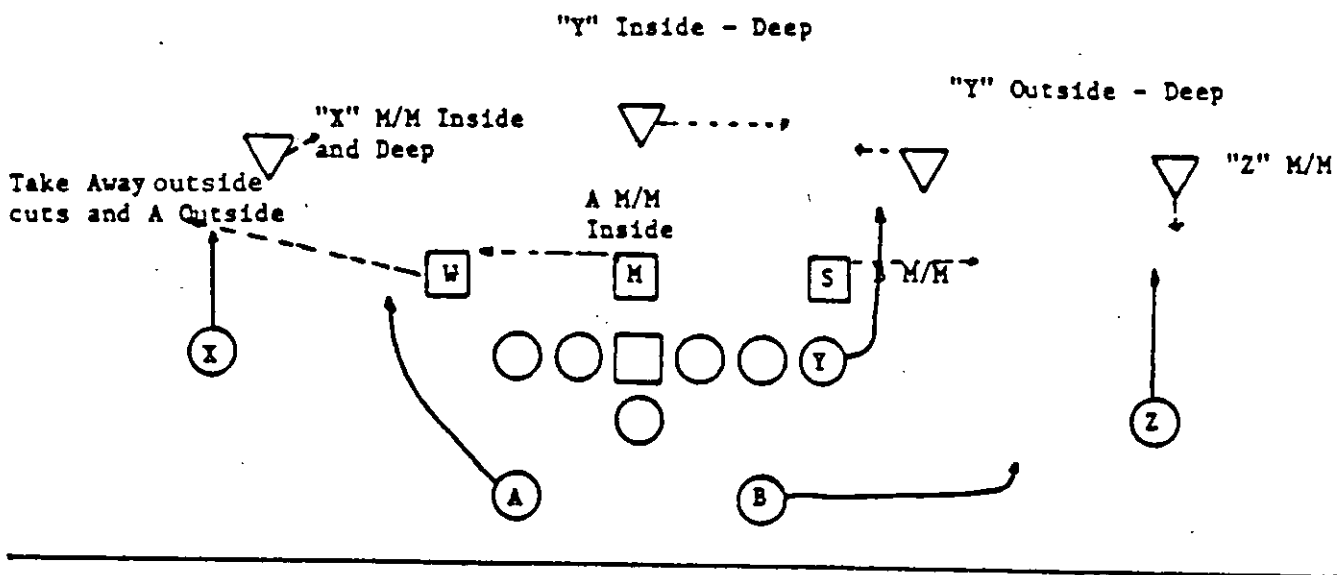 "Y" Inside - Deep
"Y" Outside - Deep
"X" M/M Inside
and Deep
"Z" M/M
Take Away outside
cuts and A Outside
A M/M
Inside
W
M
S
M/M
X
Y
Z
A
B